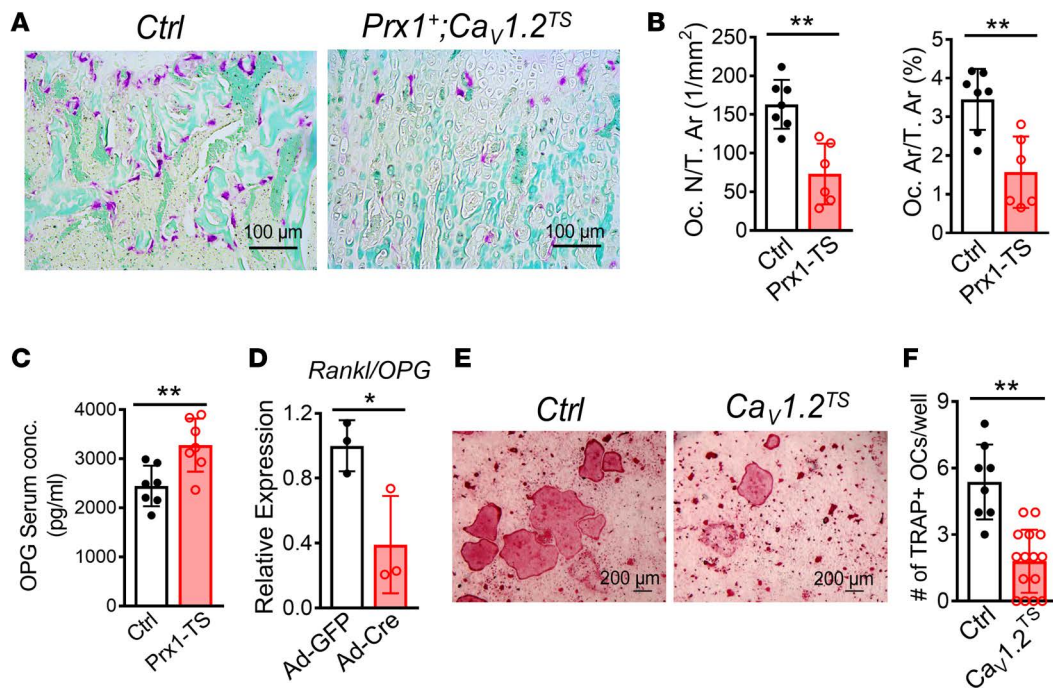 A
Ctrl
Prx1+;CaV1.2TS
100 µm
100 µm
B
Oc. N/T. Ar (1/mm2)
250
200
150
100
50
0
**
Ctrl
Prx1-TS
Oc. Ar/T. Ar (%)
5
4
3
2
1
0
**
Ctrl
Prx1-TS
C
OPG Serum conc.
(pg/ml)
4000
3000
2000
1000
0
**
Ctrl
Prx1-TS
D
Rankl/OPG
Relative Expression
1.2
0.8
0.4
0.0
*
Ad-GFP
Ad-Cre
E
Ctrl
CaV1.2TS
200 µm
200 µm
F
# of TRAP+ OCs/well
9
6
3
0
**
Ctrl
CaV1.2TS